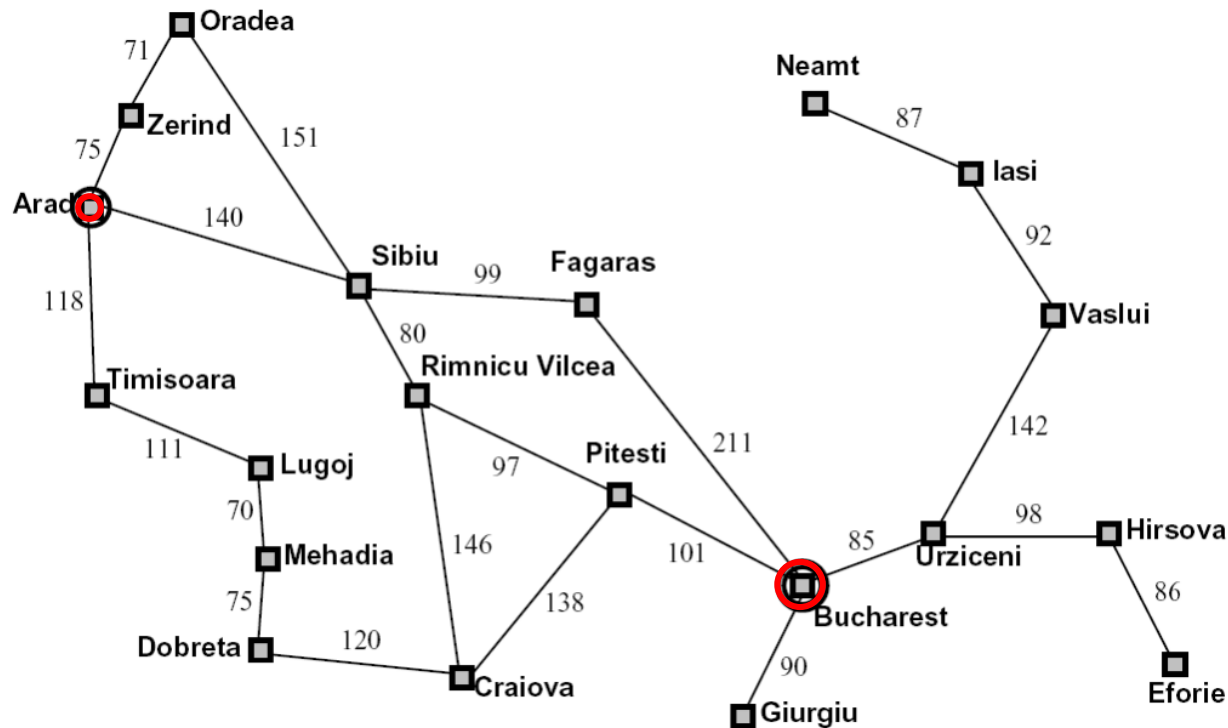 Oradea
71
Neamt
87
Zerind
151
75
Iasi
Arad
140
92
Sibiu
99
Fagaras
118
80
Vaslui
Rimnicu Vilcea
Timisoara
142
211
111
Lugoj
97
Pitesti
70
98
Hirsova
146
85
Urziceni
Mehadia
101
86
75
138
Bucharest
Dobreta
120
90
Craiova
Eforie
Giurgiu